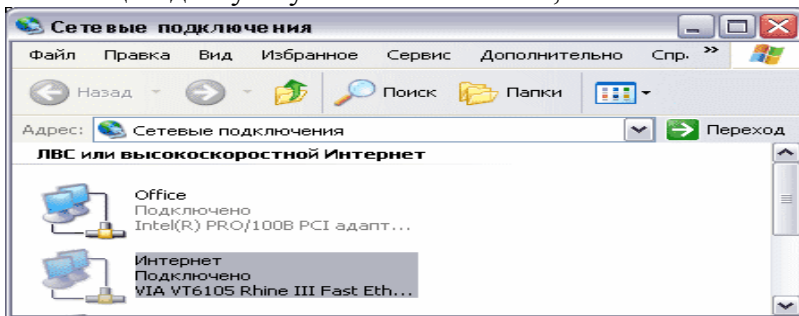 Сетевые подключения
Файл Правка Вид Избранное Сервис Дополнительно Спр. »
Назад Поиск Папки
Адрес: Сетевые подключения Переход
ЛВС или высокоскоростной Интернет
Office
Подключено
Intel(R) PRO/100B PCI адапт...
Интернет
Подключено
VIA VT6105 Rhine III Fast Eth...